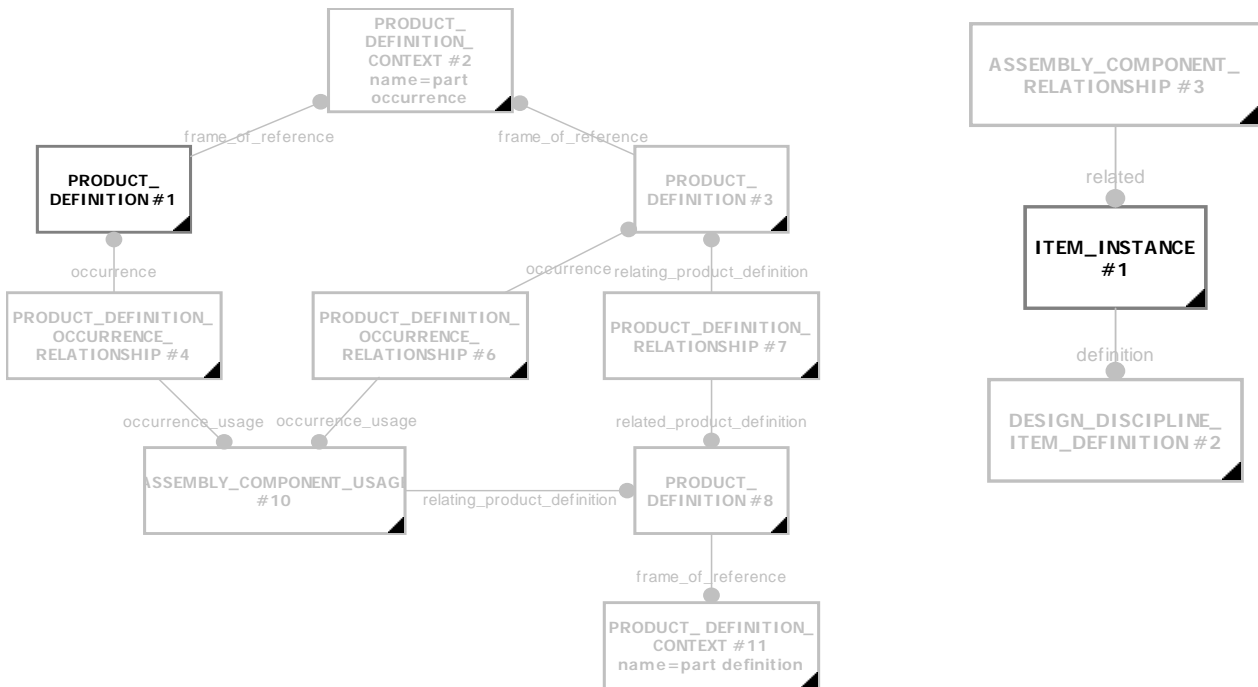 PRODUCT_
DEFINITION_
CONTEXT #2
name=part
occurrence
ASSEMBLY_COMPONENT_
RELATIONSHIP #3
frame_of_reference
frame_of_reference
PRODUCT_
DEFINITION #1
PRODUCT_
DEFINITION #3
related
ITEM_INSTANCE
#1
occurrence
occurrence
relating_product_definition
PRODUCT_DEFINITION_
OCCURRENCE_
RELATIONSHIP #4
PRODUCT_DEFINITION_
OCCURRENCE_
RELATIONSHIP #6
PRODUCT_DEFINITION_
RELATIONSHIP #7
definition
DESIGN_DISCIPLINE_
ITEM_DEFINITION #2
occurrence_usage
occurrence_usage
related_product_definition
ASSEMBLY_COMPONENT_USAGE
#10
relating_product_definition
PRODUCT_
DEFINITION #8
frame_of_reference
PRODUCT_ DEFINITION_
CONTEXT #11
name=part definition